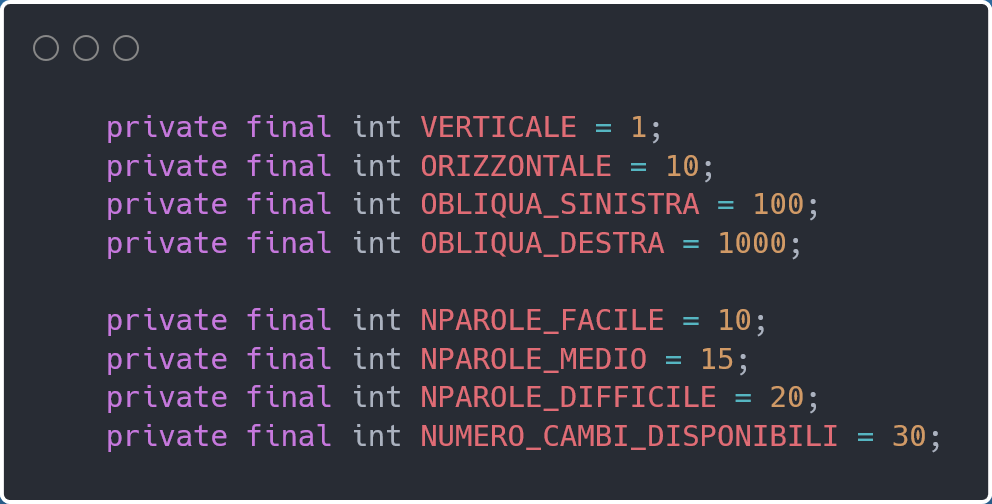 private final int VERTICALE = 1;
private final int ORIZZONTALE = 10;
private final int OBLIQUA_SINISTRA = 100;
private final int OBLIQUA_DESTRA = 1000;
private final int NPAROLE_FACILE = 10;
private final int NPAROLE_MEDIO = 15;
private final int NPAROLE_DIFFICILE = 20;
private final int NUMERO_CAMBI_DISPONIBILI = 30;